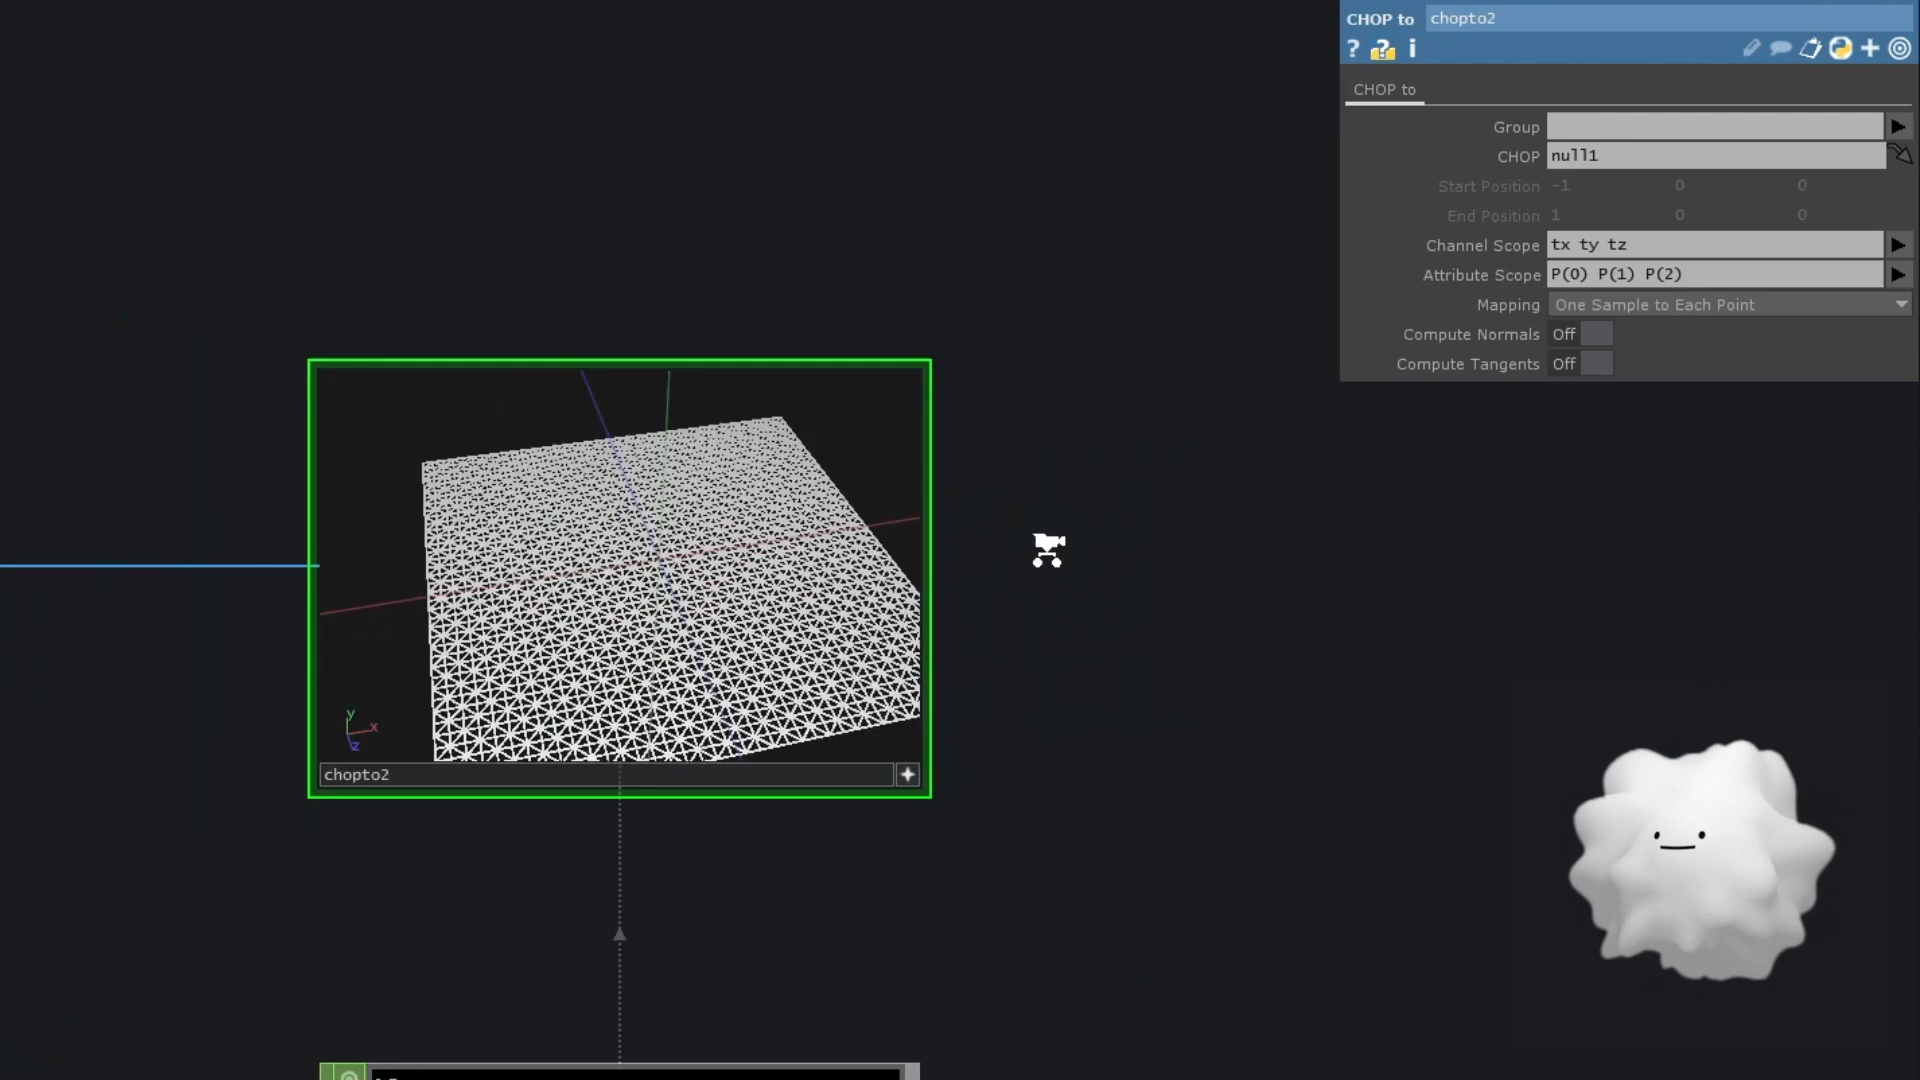 CHOP to chopto2
? ? i
CHOP to
Group
CHOP null1
Start Position -1 0 0
End Position 1 0 0
Channel Scope tx ty tz
Attribute Scope P(0) P(1) P(2)
Mapping One Sample to Each Point
Compute Normals Off
Compute Tangents Off
y
x
z
chopto2